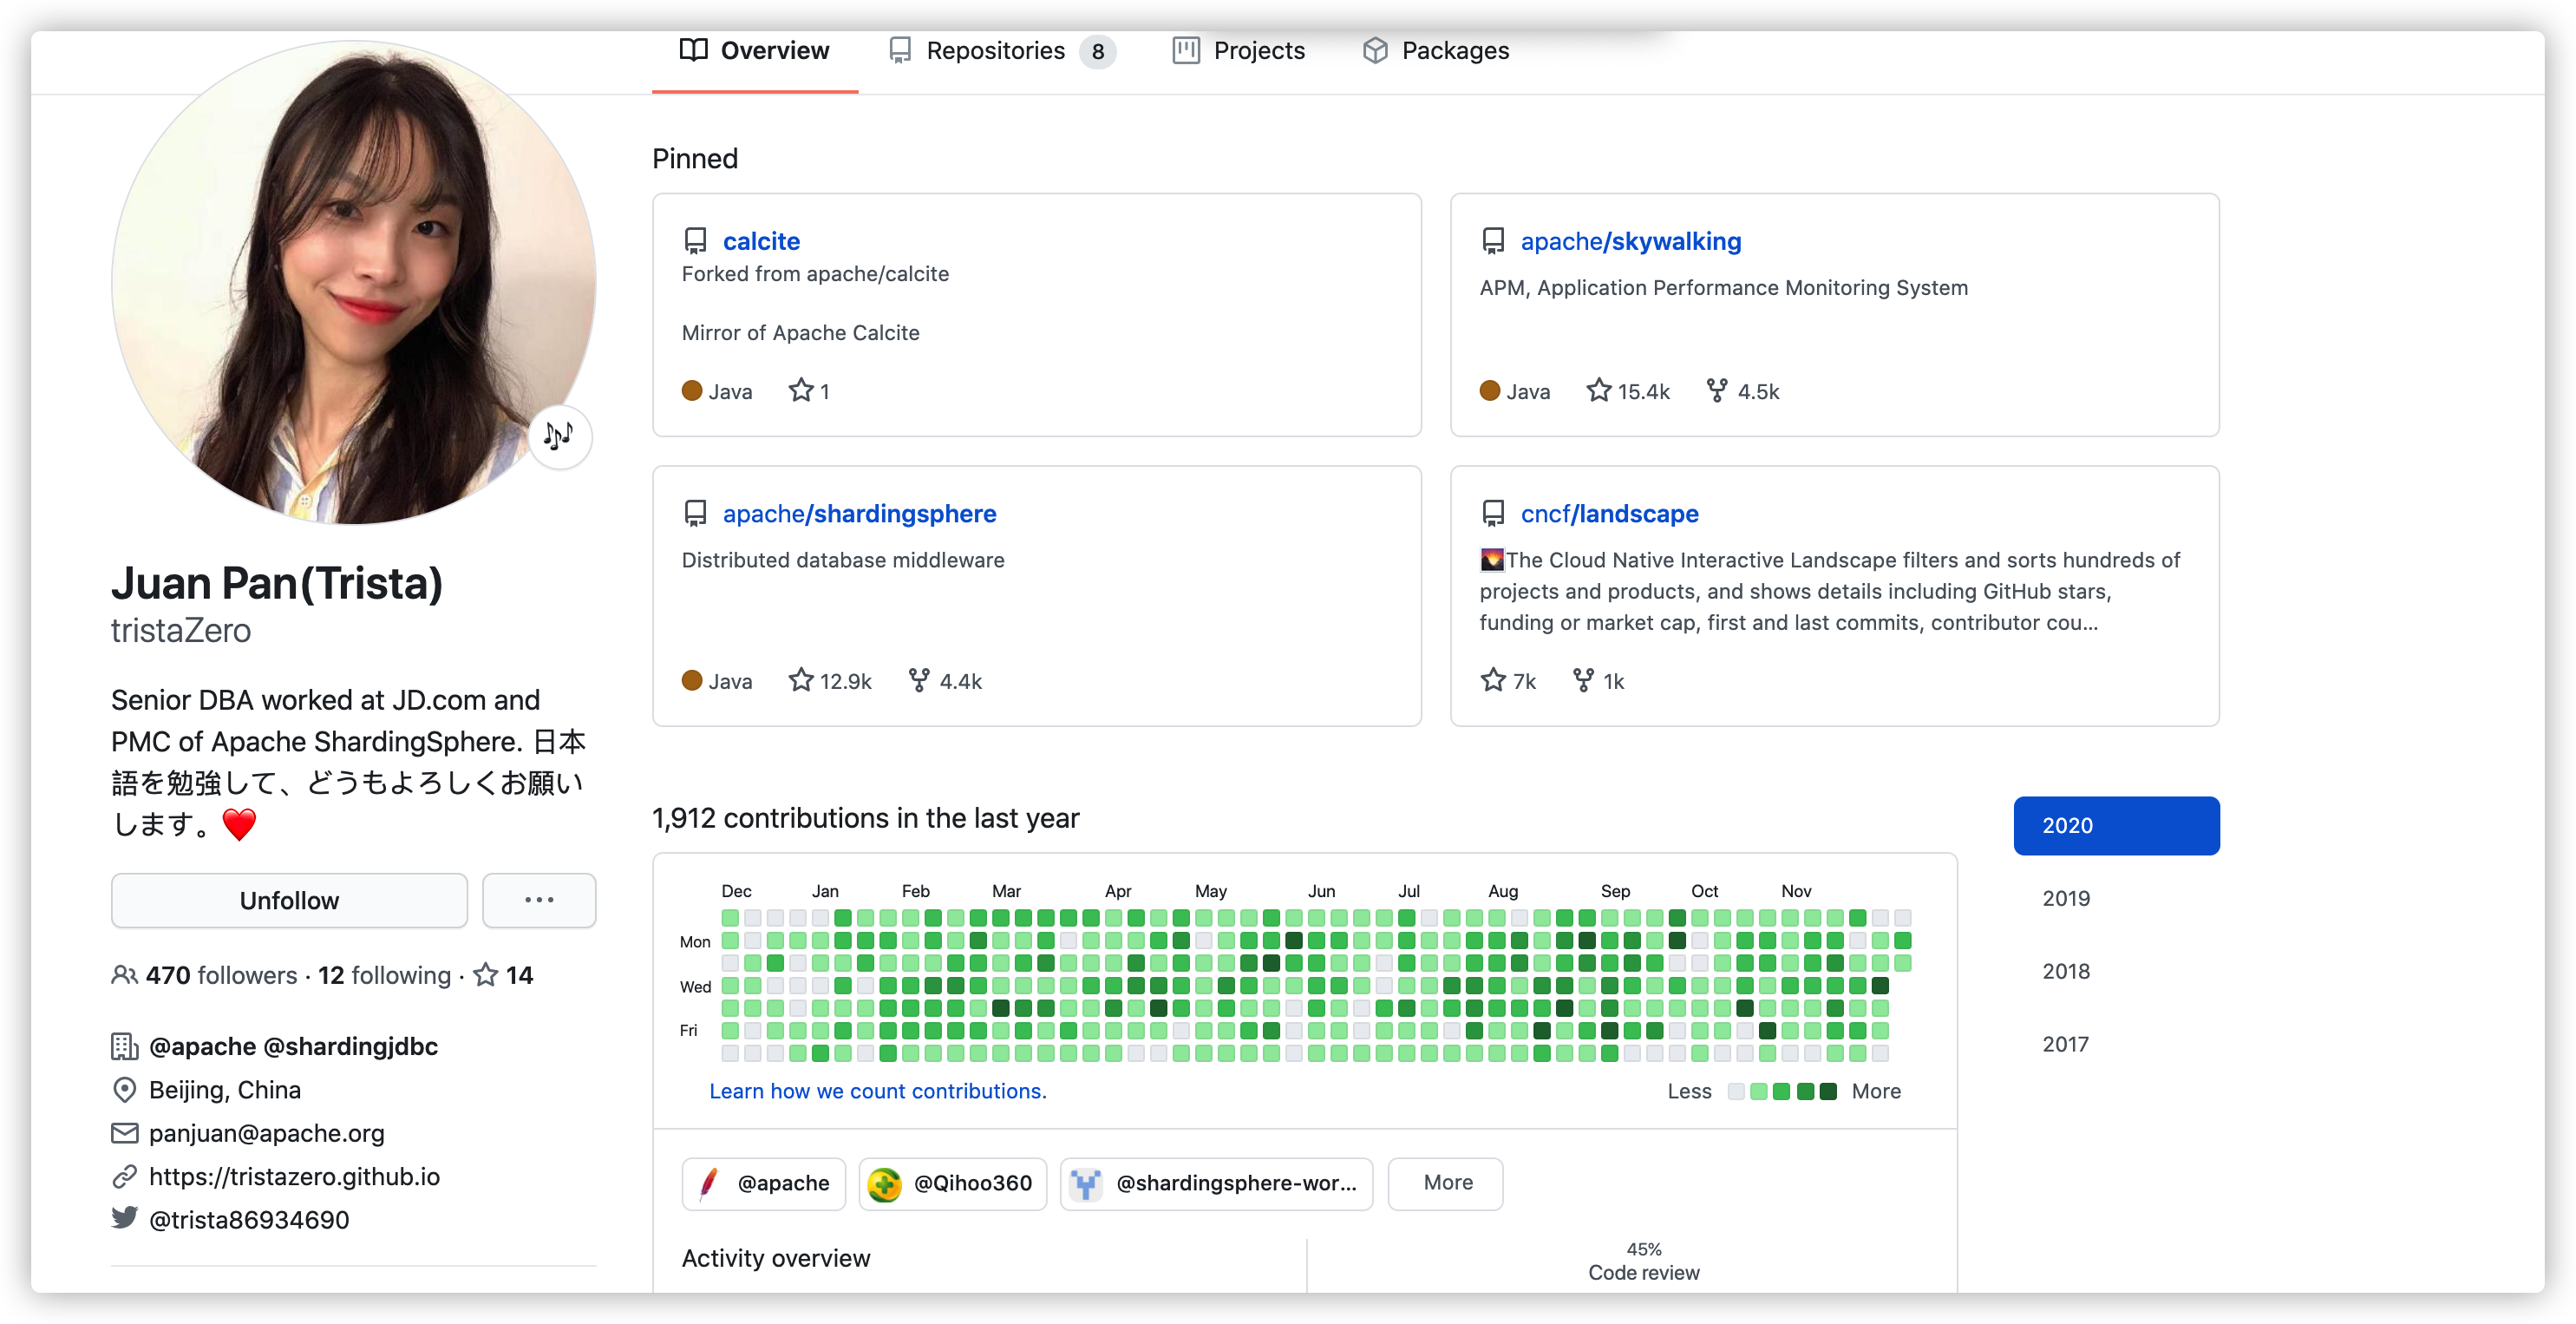 Overview
Repositories 8
Projects
Packages
Juan Pan(Trista)
tristaZero
Senior DBA worked at JD.com and
PMC of Apache ShardingSphere. 日本
語を勉強して、どうもよろしくお願い
します。❤️
Unfollow
...
470 followers · 12 following · 14
@apache @shardingjdbc
Beijing, China
panjuan@apache.org
https://tristazero.github.io
@trista86934690
Pinned
calcite
Forked from apache/calcite
Mirror of Apache Calcite
Java 1
apache/skywalking
APM, Application Performance Monitoring System
Java 15.4k 4.5k
apache/shardingsphere
Distributed database middleware
Java 12.9k 4.4k
cncf/landscape
🌄The Cloud Native Interactive Landscape filters and sorts hundreds of
projects and products, and shows details including GitHub stars,
funding or market cap, first and last commits, contributor cou...
7k 1k
1,912 contributions in the last year
Dec Jan Feb Mar Apr May Jun Jul Aug Sep Oct Nov
Mon
Wed
Fri
Learn how we count contributions.
Less More
2020
2019
2018
2017
@apache
@Qihoo360
@shardingsphere-wor...
More
Activity overview
45%
Code review